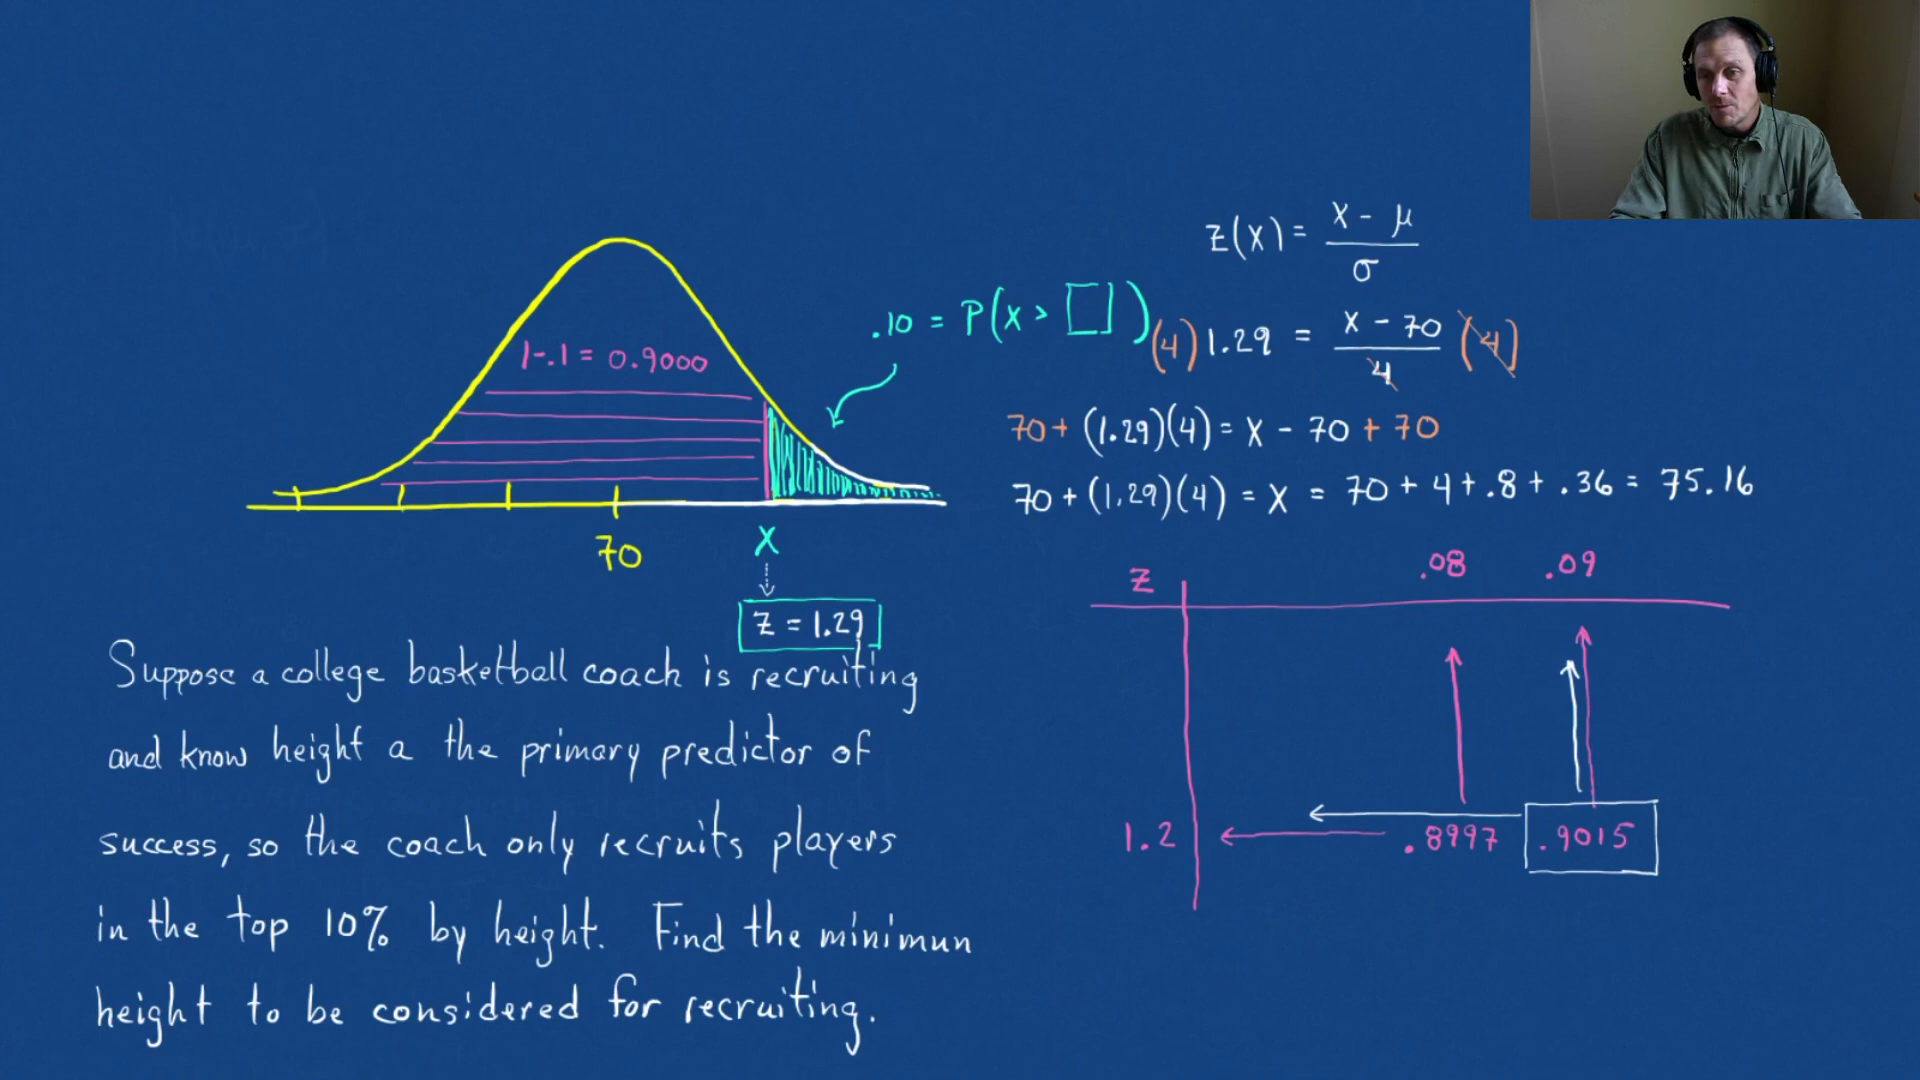 Z(X) = X - μ / σ
.10 = P(X > □)
(4) 1.29 = X - 70 / 4 (4)
1-.1 = 0.9000
70 + (1.29)(4) = X - 70 + 70
70 + (1.29)(4) = X = 70 + 4 + .8 + .36 = 75.16
70
X
Z = 1.29
Z .08 .09
1.2 .8997 .9015
Suppose a college basketball coach is recruiting
and know height a the primary predictor of
success, so the coach only recruits players
in the top 10% by height. Find the minimun
height to be considered for recruiting.